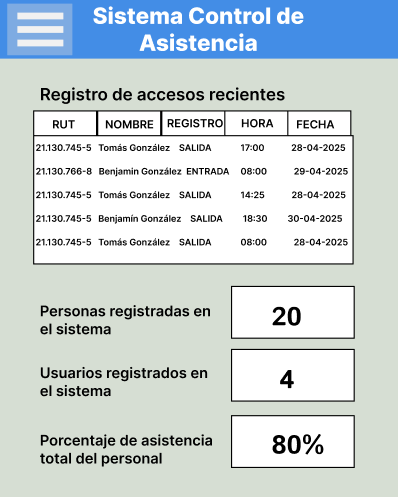 Sistema Control de
Asistencia
Registro de accesos recientes
RUT NOMBRE REGISTRO HORA FECHA
21.130.745-5 Tomás González SALIDA 17:00 28-04-2025
21.130.766-8 Benjamin González ENTRADA 08:00 29-04-2025
21.130.745-5 Tomás González SALIDA 14:25 28-04-2025
21.130.745-5 Benjamín González SALIDA 18:30 30-04-2025
21.130.745-5 Tomás González SALIDA 08:00 28-04-2025
Personas registradas en
el sistema
20
Usuarios registrados en
el sistema
4
Porcentaje de asistencia
total del personal
80%